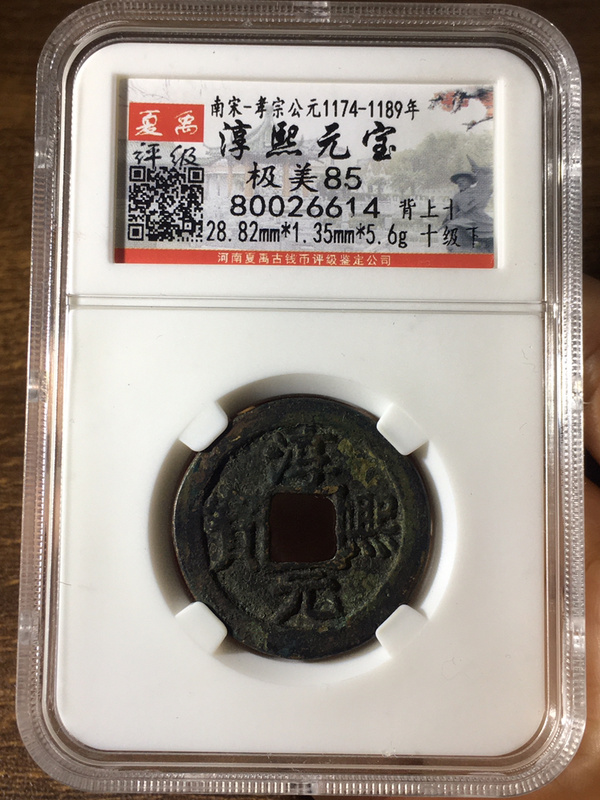 夏禹
评级
南宋-孝宗公元1174-1189年
淳熙元宝
极美85
80026614 背上十
28.82mm*1.35mm*5.6g 十级下
河南夏禹古钱币评级鉴定公司
淳熙元寶